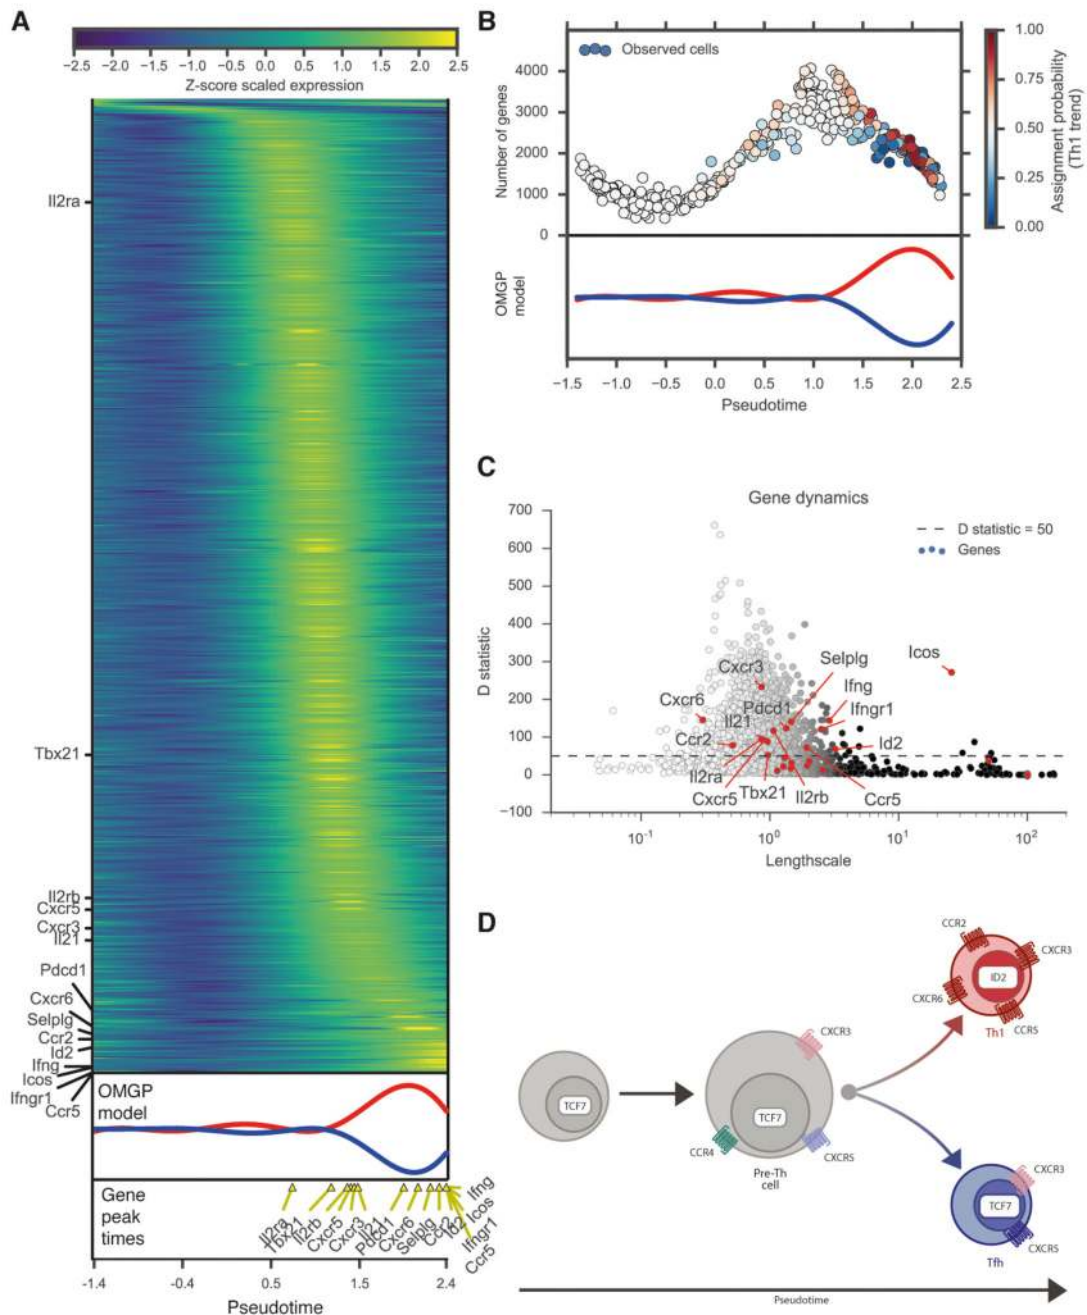 A
−2.5 −2.0 −1.5 −1.0 −0.5 0.0 0.5 1.0 1.5 2.0 2.5
Z-score scaled expression
Il2ra
Tbx21
Il2rb
Cxcr5
Cxcr3
Il21
Pdcd1
Cxcr6
Selplg
Ccr2
Id2
Ifng
Icos
Ifngr1
Ccr5
OMGP
model
Gene
peak
times
Il2ra
Tbx21
Il2rb
Cxcr5
Cxcr3
Il21
Pdcd1
Cxcr6
Selplg
Ccr2
Id2
Icos
Ifng
Ifngr1
Ccr5
-1.4 -0.4 0.5 1.5 2.4
Pseudotime
B
Observed cells
Number of genes
4000
3000
2000
1000
0
1.00
0.75
0.50
0.25
0.00
Assignment probability
(Th1 trend)
OMGP
model
−1.5 −1.0 −0.5 0.0 0.5 1.0 1.5 2.0 2.5
Pseudotime
C
Gene dynamics
D statistic = 50
Genes
D statistic
700
600
500
400
300
200
100
0
−100
Cxcr3
Selplg
Icos
Cxcr6
Pdcd1
Ifng
Il21
Ifngr1
Ccr2
Id2
Il2ra
Cxcr5
Tbx21
Il2rb
Ccr5
10⁻¹ 10⁰ 10¹ 10²
Lengthscale
D
TCF7
CXCR3
TCF7
CCR4
CXCR5
Pre-Th
cell
CCR2
CXCR3
ID2
CXCR6
CCR5
Th1
CXCR3
TCF7
CXCR5
Tfh
Pseudotime